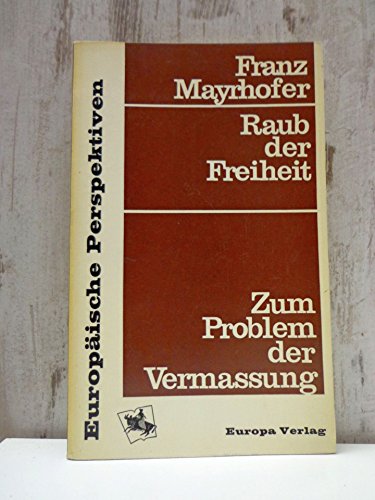 Europäische Perspektiven
Franz
Mayrhofer
Raub
der
Freiheit
Zum
Problem
der
Vermassung
Europa Verlag